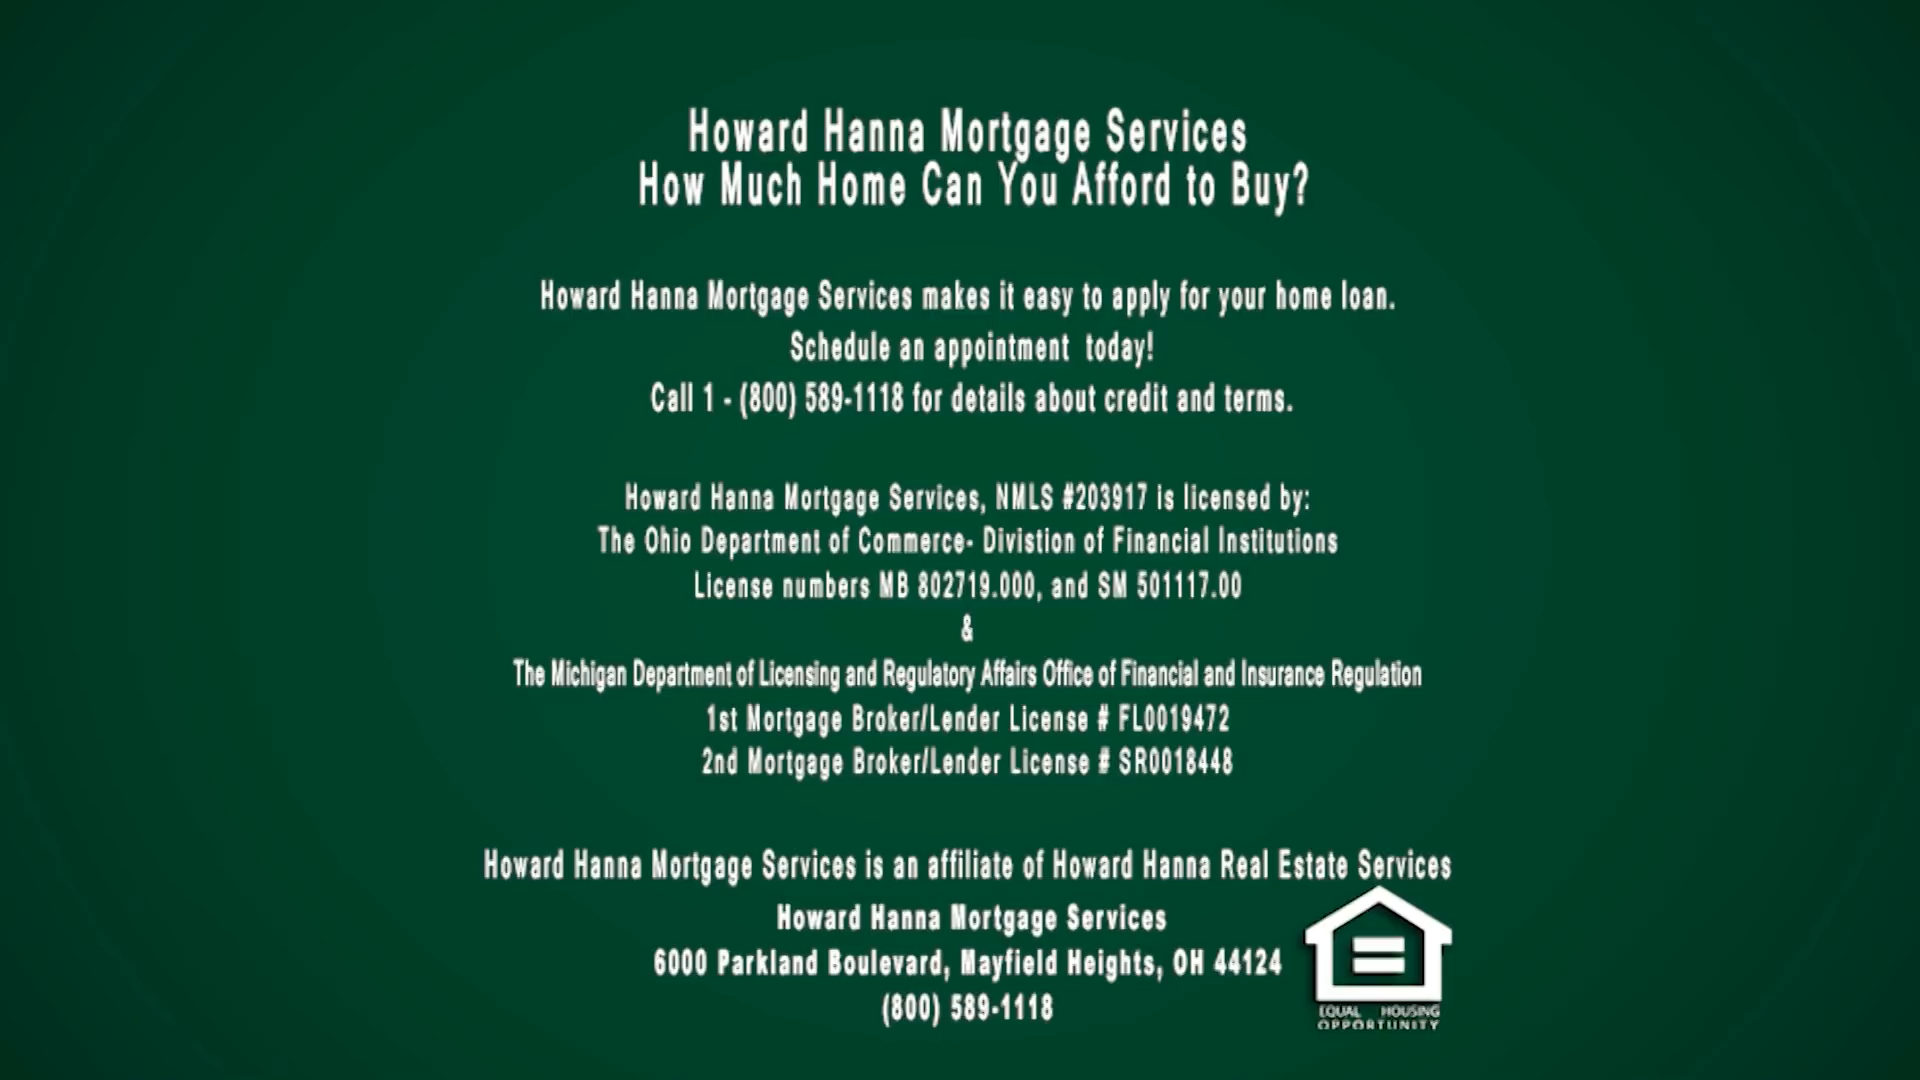 Howard Hanna Mortgage Services
How Much Home Can You Afford to Buy?
Howard Hanna Mortgage Services makes it easy to apply for your home loan.
Schedule an appointment today!
Call 1 - (800) 589-1118 for details about credit and terms.
Howard Hanna Mortgage Services, NMLS #203917 is licensed by:
The Ohio Department of Commerce- Divistion of Financial Institutions
License numbers MB 802719.000, and SM 501117.00
&
The Michigan Department of Licensing and Regulatory Affairs Office of Financial and Insurance Regulation
1st Mortgage Broker/Lender License # FL0019472
2nd Mortgage Broker/Lender License # SR0018448
Howard Hanna Mortgage Services is an affiliate of Howard Hanna Real Estate Services
Howard Hanna Mortgage Services
6000 Parkland Boulevard, Mayfield Heights, OH 44124
(800) 589-1118
EQUAL HOUSING
OPPORTUNITY